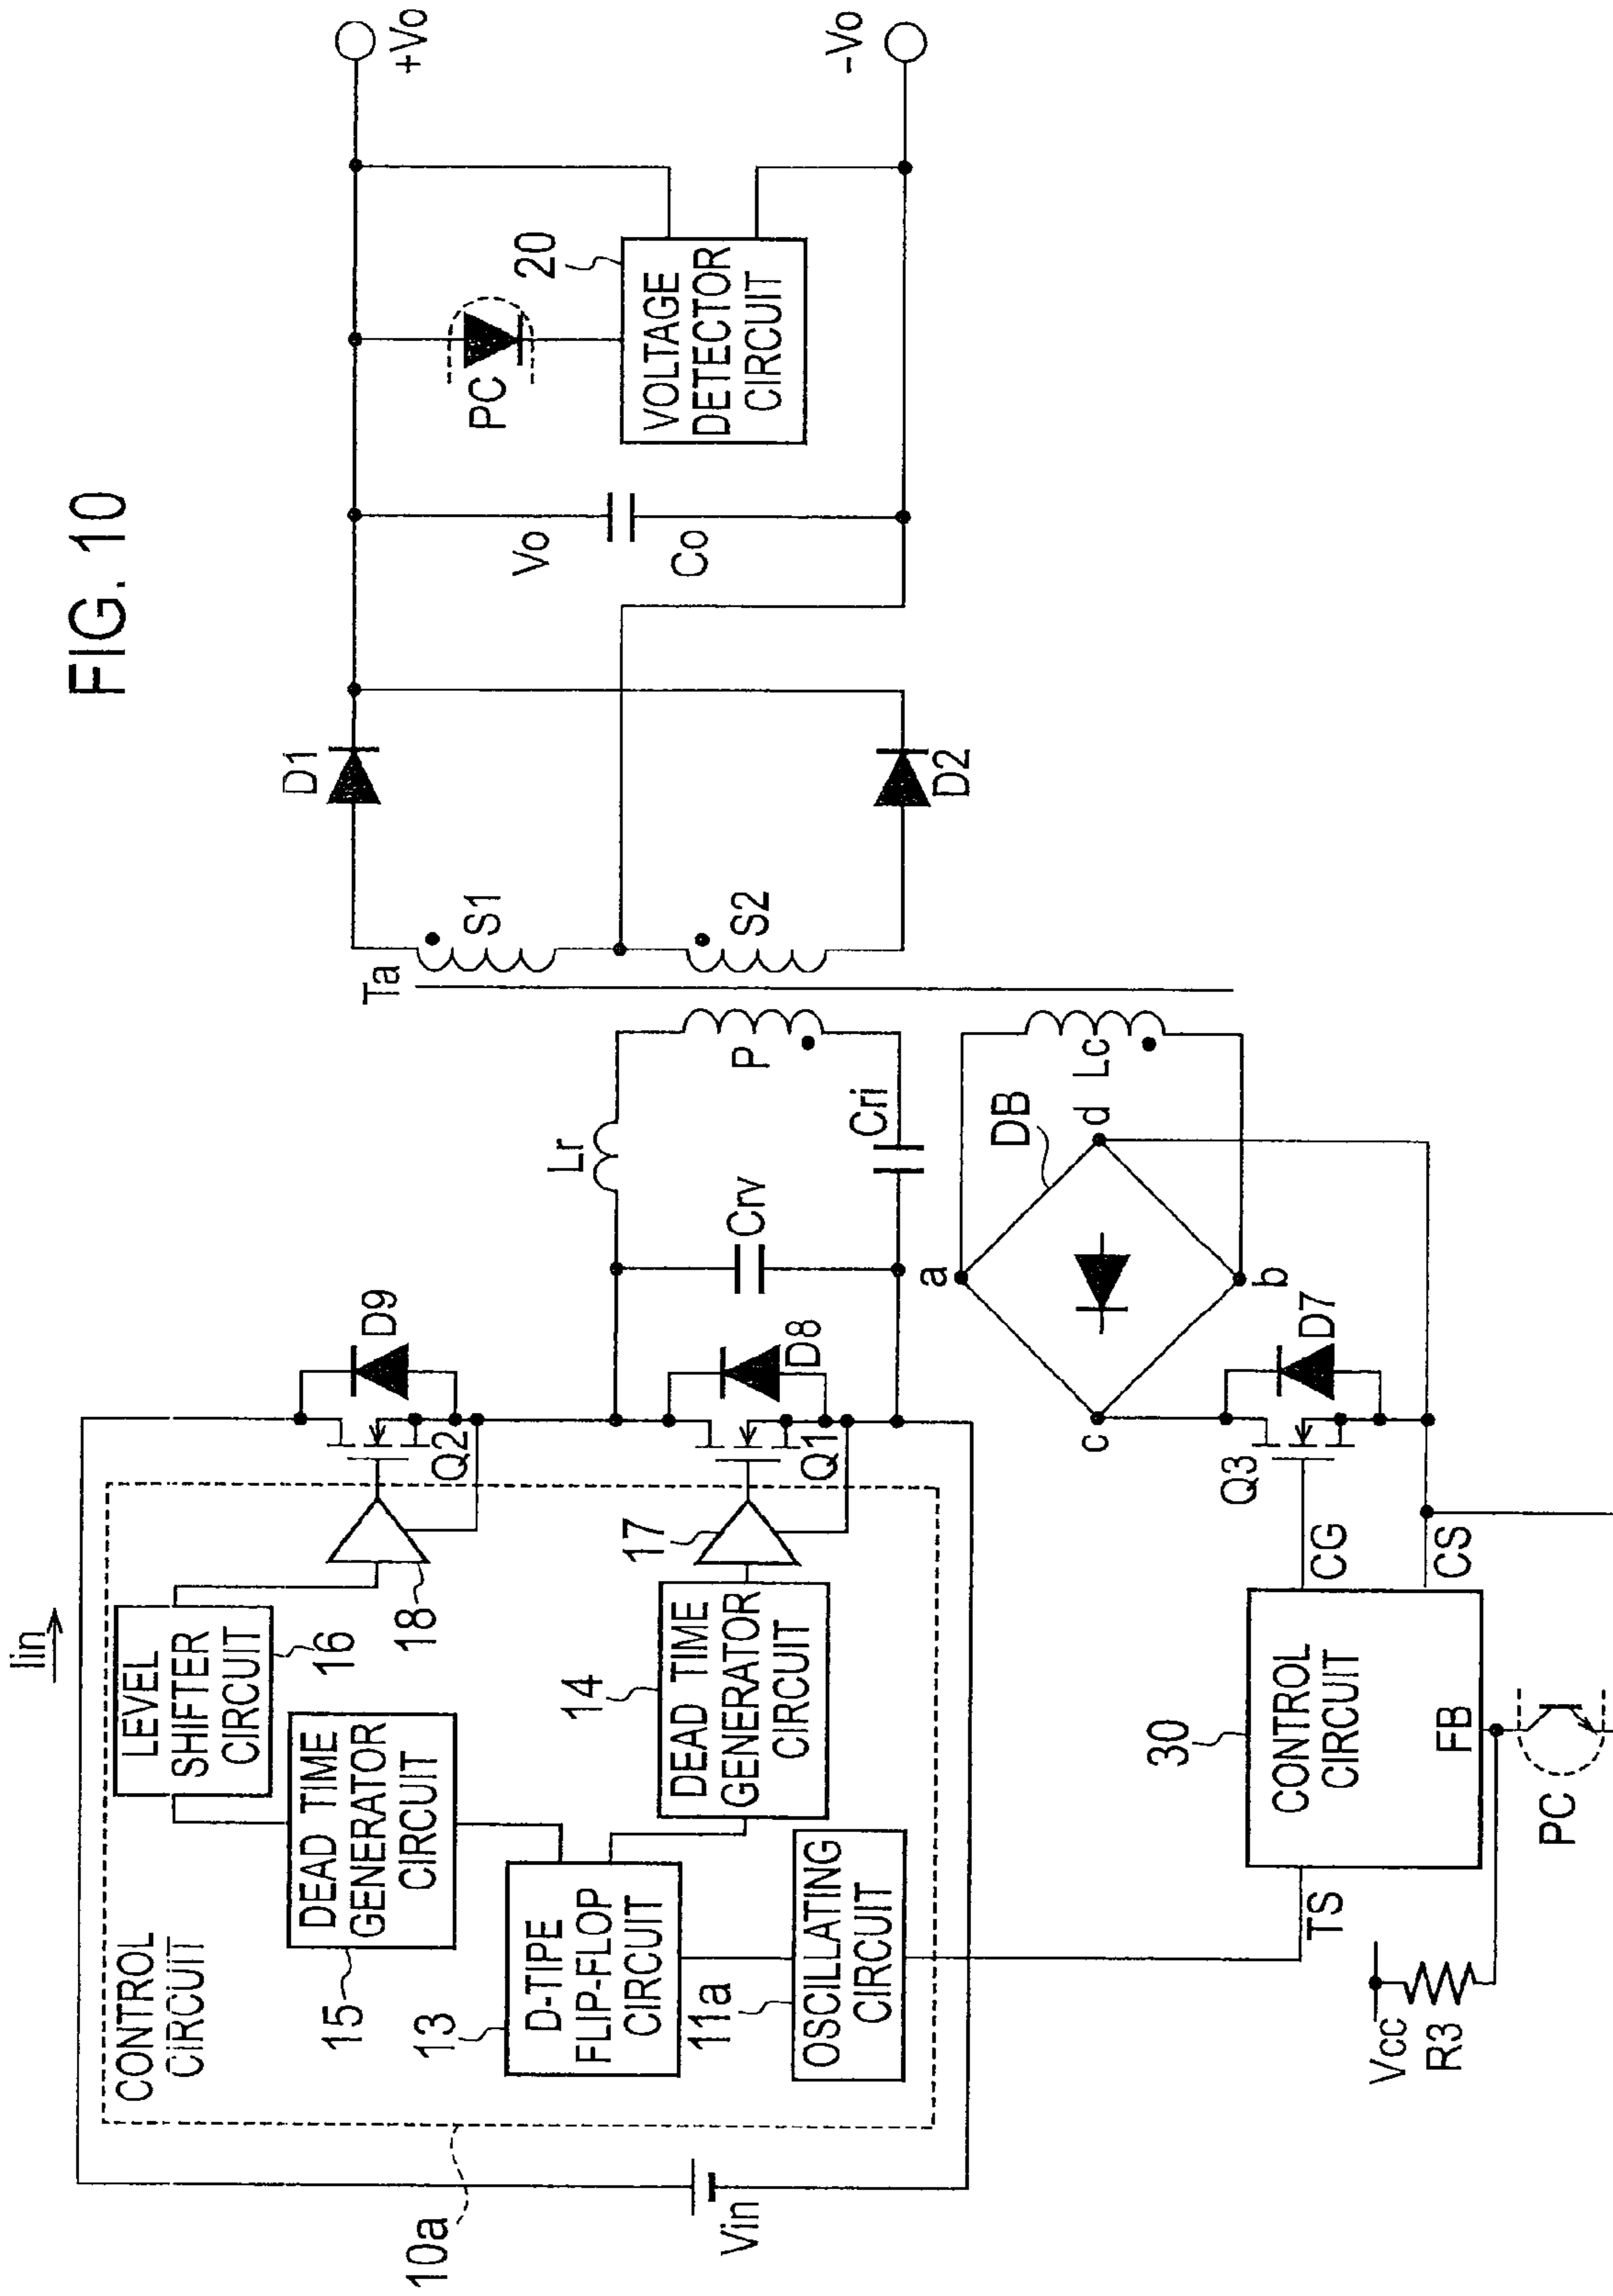 FIG. 10
Iin
CONTROL
CIRCUIT
LEVEL
SHIFTER
CIRCUIT
16
18
DEAD TIME
GENERATOR
CIRCUIT
15
D-TIPE
FLIP-FLOP
CIRCUIT
13
DEAD TIME
GENERATOR
CIRCUIT
14
17
OSCILLATING
CIRCUIT
11a
10a
Vin
Q2
D9
Q1
D8
Lr
Crv
Cri
P
Ta
S1
S2
D1
D2
Vo
Co
PC
20
VOLTAGE
DETECTOR
CIRCUIT
+Vo
-Vo
DB
a
b
c
d
Lc
Q3
D7
CG
CS
30
CONTROL
CIRCUIT
FB
TS
Vcc
R3
PC